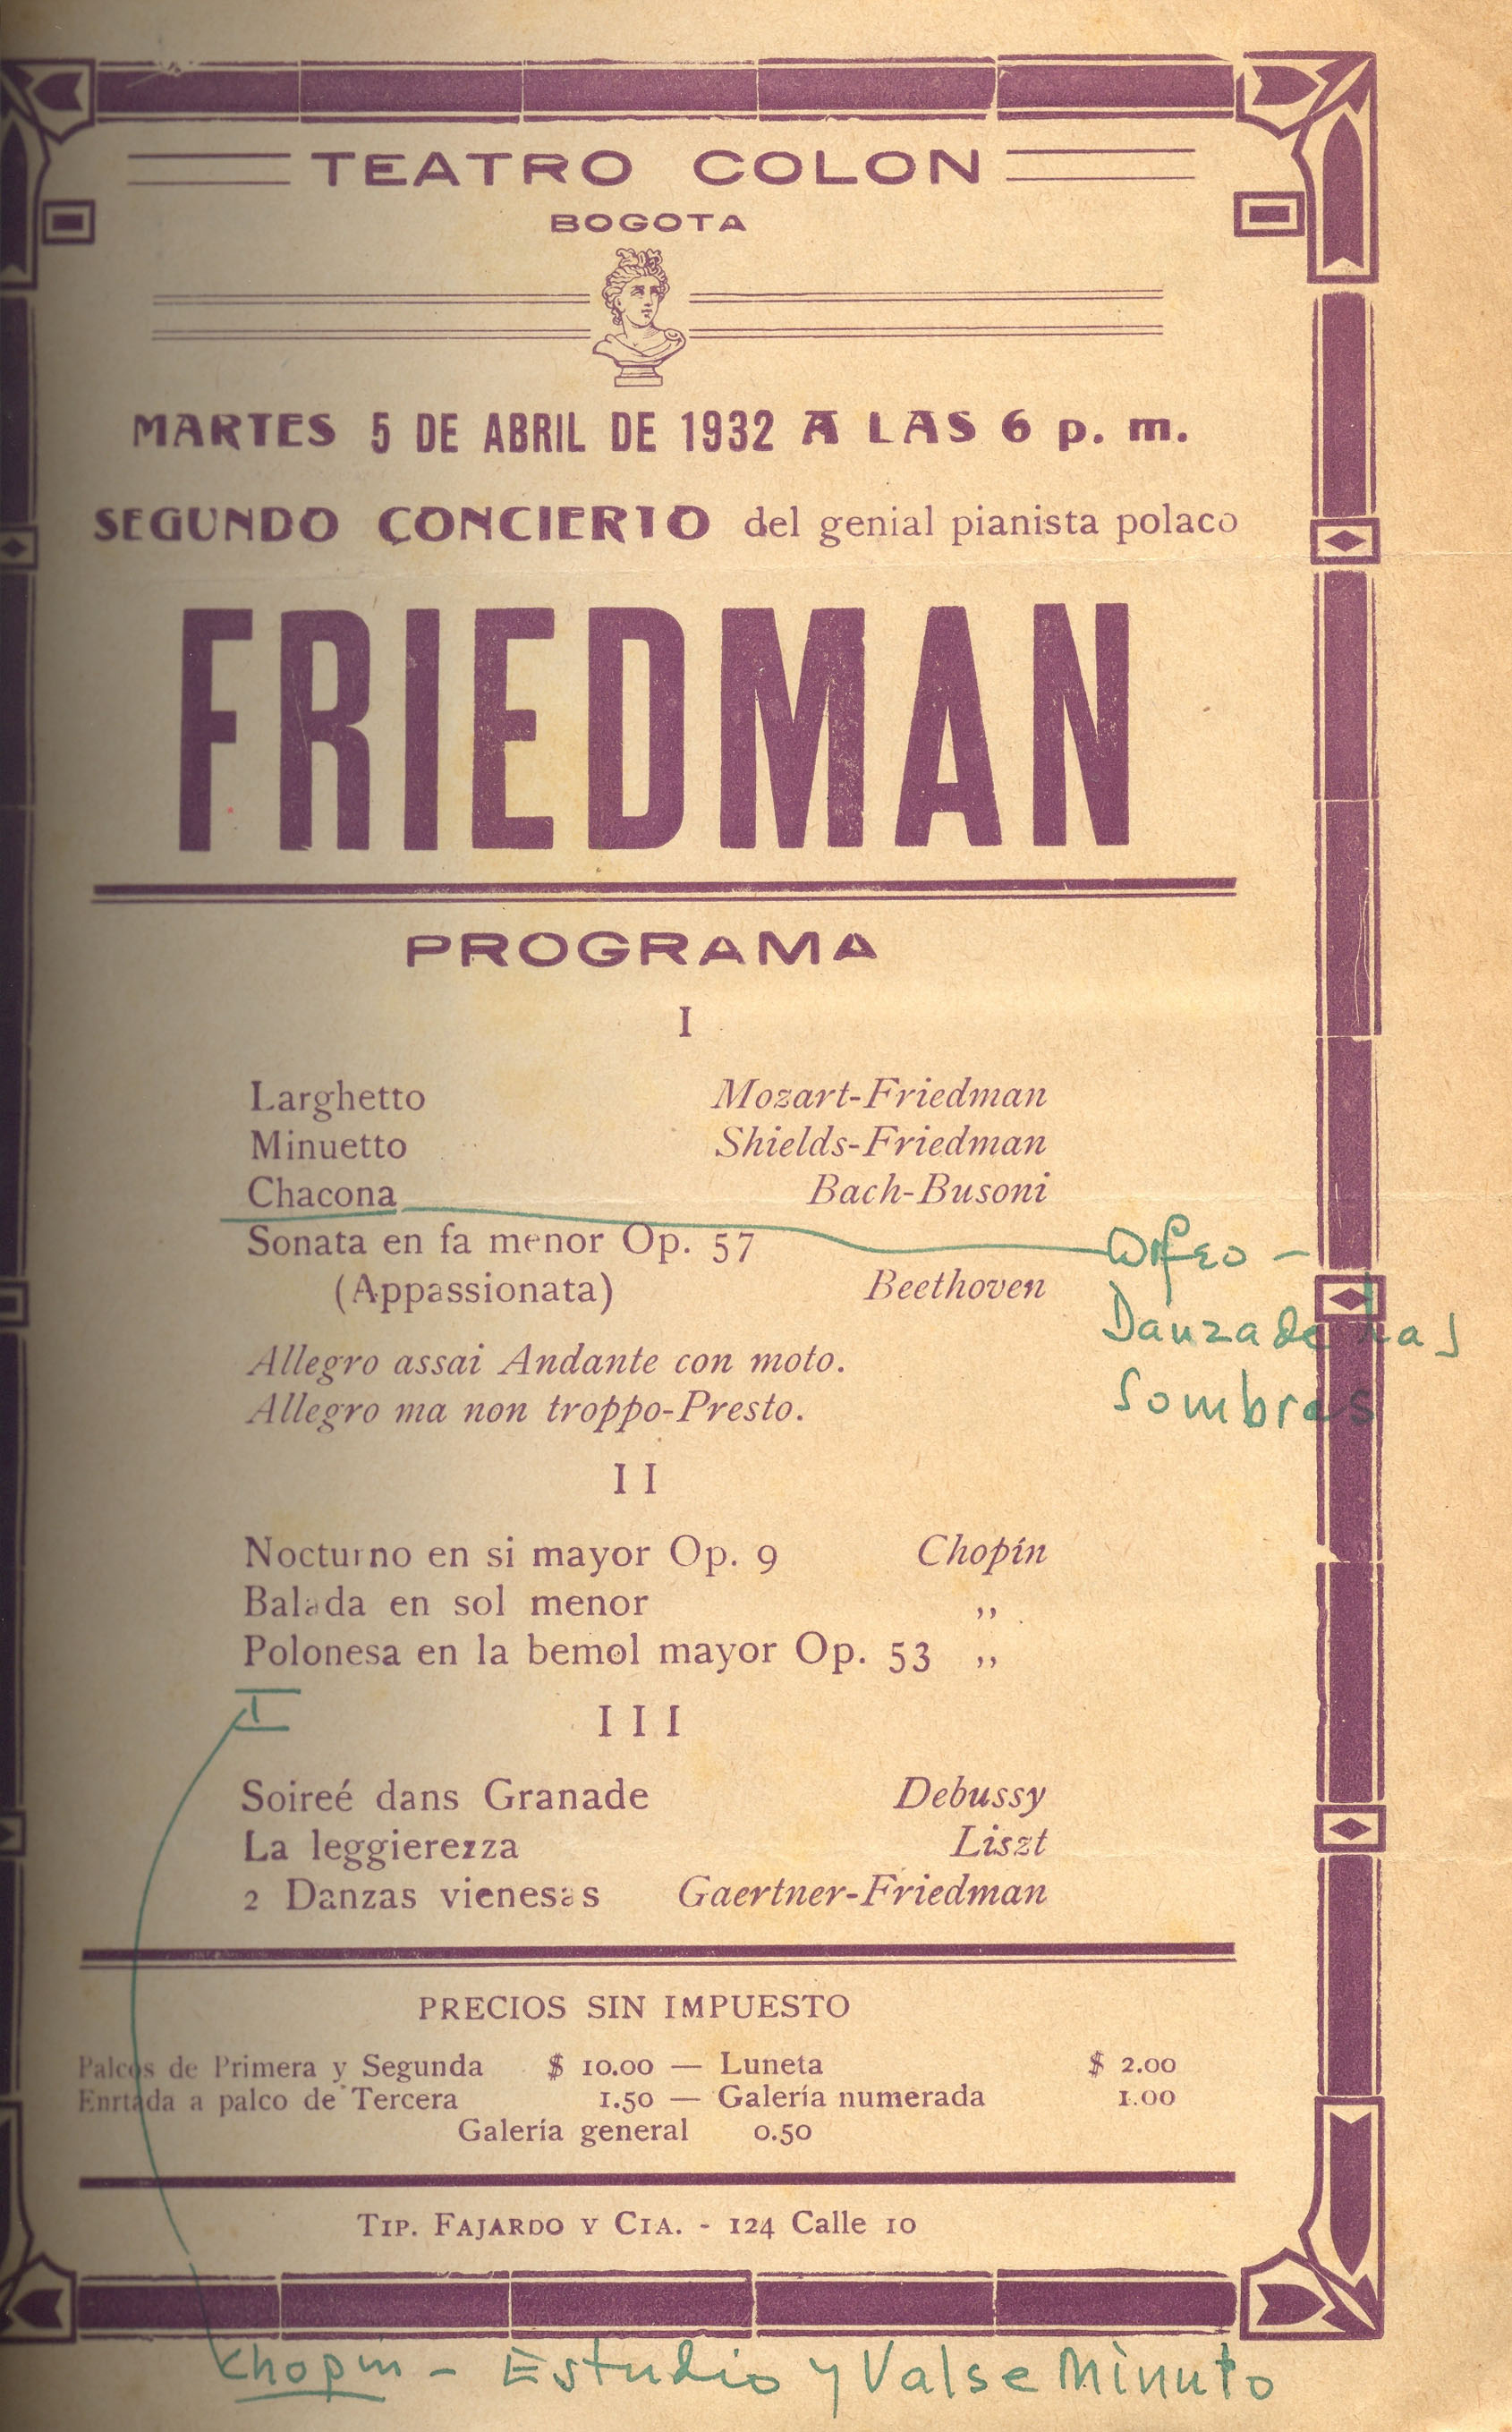 TEATRO COLON
BOGOTA
MARTES 5 DE ABRIL DE 1932 A LAS 6 p. m.
SEGUNDO CONCIERTO del genial pianista polaco
FRIEDMAN
PROGRAMA
I
Larghetto Mozart-Friedman
Minuetto Shields-Friedman
Chacona Bach-Busoni
Sonata en fa menor Op. 57
(Appassionata) Beethoven
Orfeo -
Danza de Las
Sombras
Allegro assai Andante con moto.
Allegro ma non troppo-Presto.
II
Nocturno en si mayor Op. 9 Chopín
Balada en sol menor ,,
Polonesa en la bemol mayor Op. 53 ,,
I
III
Soireé dans Granade Debussy
La leggierezza Liszt
2 Danzas vienesas Gaertner-Friedman
PRECIOS SIN IMPUESTO
Palcos de Primera y Segunda $ 10.00 — Luneta $ 2.00
Enrtada a palco de Tercera 1.50 — Galería numerada 1.00
Galería general 0.50
TIP. FAJARDO Y CIA. - 124 Calle 10
Chopin - Estudio y Valse Minuto